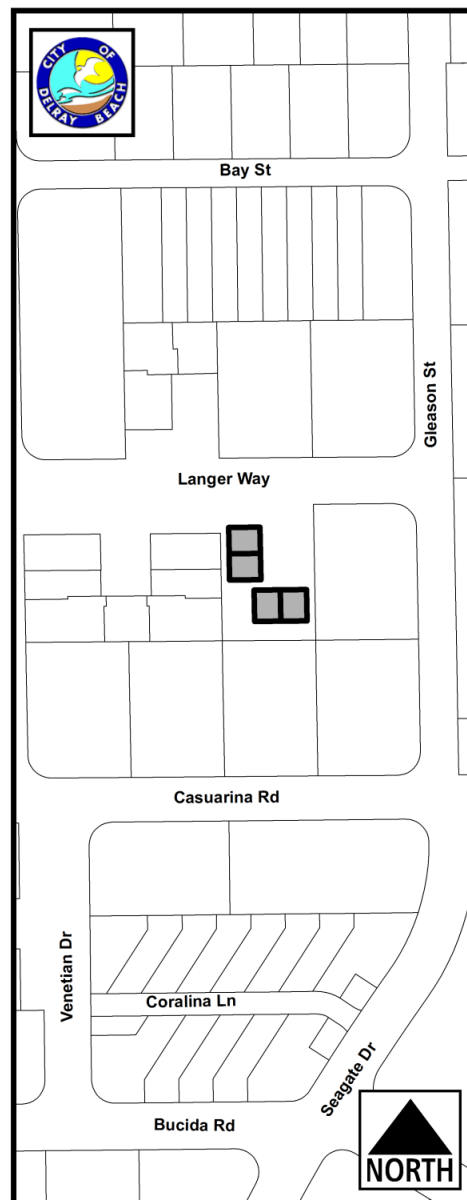 CITY OF
DELRAY BEACH
Bay St
Gleason St
Langer Way
Casuarina Rd
Venetian Dr
Coralina Ln
Seagate Dr
Bucida Rd
NORTH